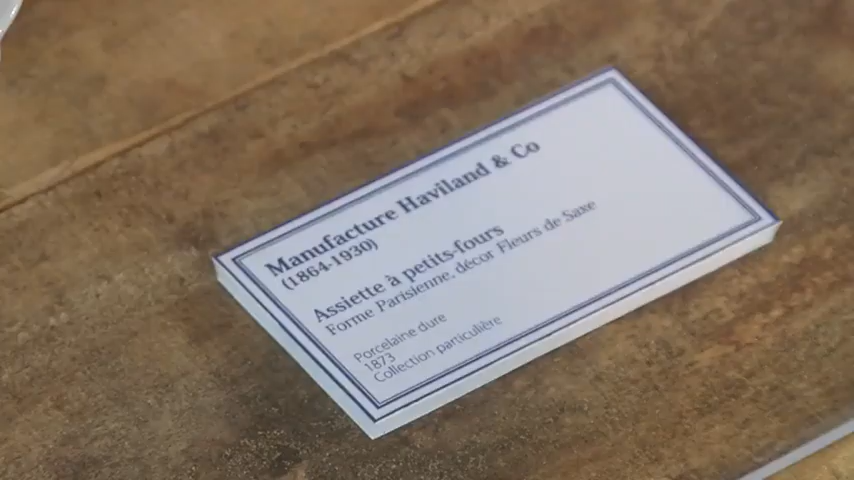 Manufacture Haviland & Co
(1864-1930)
Assiette à petits-fours
Forme Parisienne, décor Fleurs de Saxe
Porcelaine dure
1873
Collection particulière